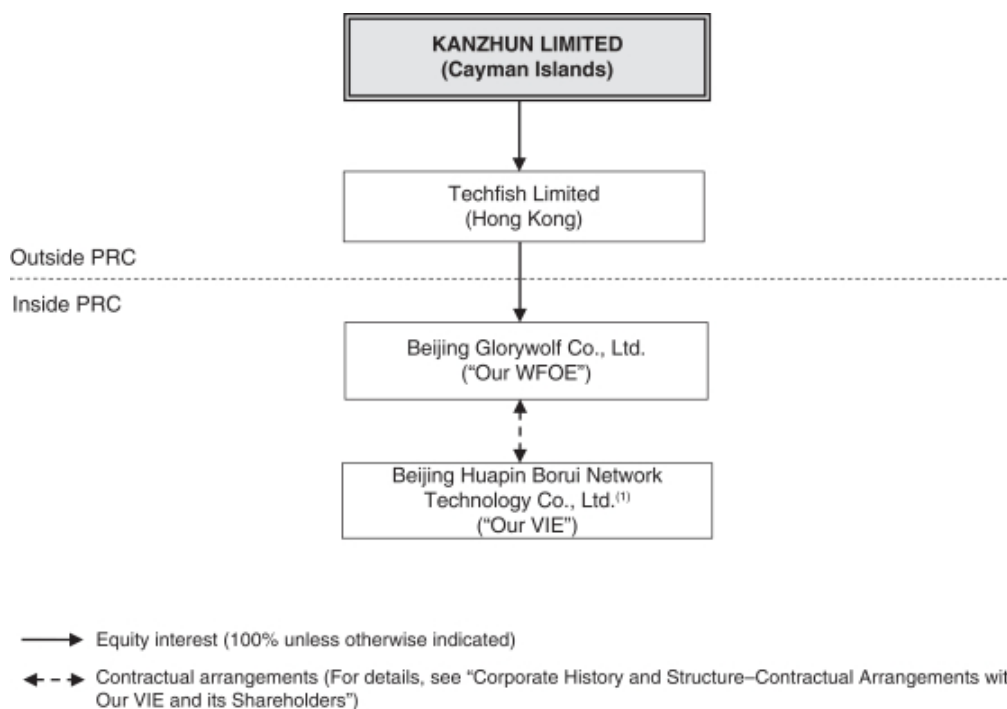 KANZHUN LIMITED
(Cayman Islands)
Techfish Limited
(Hong Kong)
Outside PRC
Inside PRC
Beijing Glorywolf Co., Ltd.
(“Our WFOE”)
Beijing Huapin Borui Network
Technology Co., Ltd.(1)
(“Our VIE”)
Equity interest (100% unless otherwise indicated)
Contractual arrangements (For details, see “Corporate History and Structure–Contractual Arrangements wit
Our VIE and its Shareholders”)